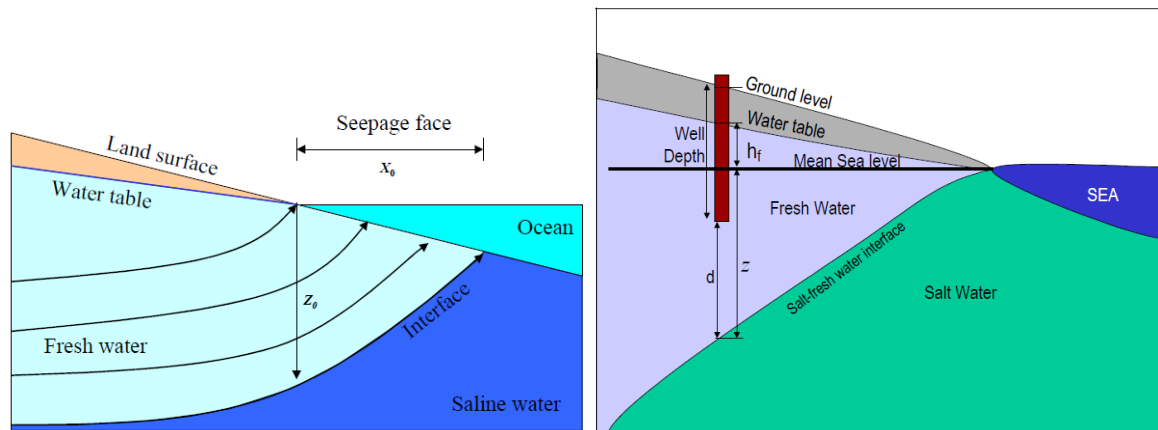 Seepage face
x₀
Land surface
Water table
Ocean
z₀
Interface
Fresh water
Saline water
Ground level
Water table
Well
Depth
h_f
Mean Sea level
SEA
Fresh Water
d
z
Salt-fresh water interface
Salt Water